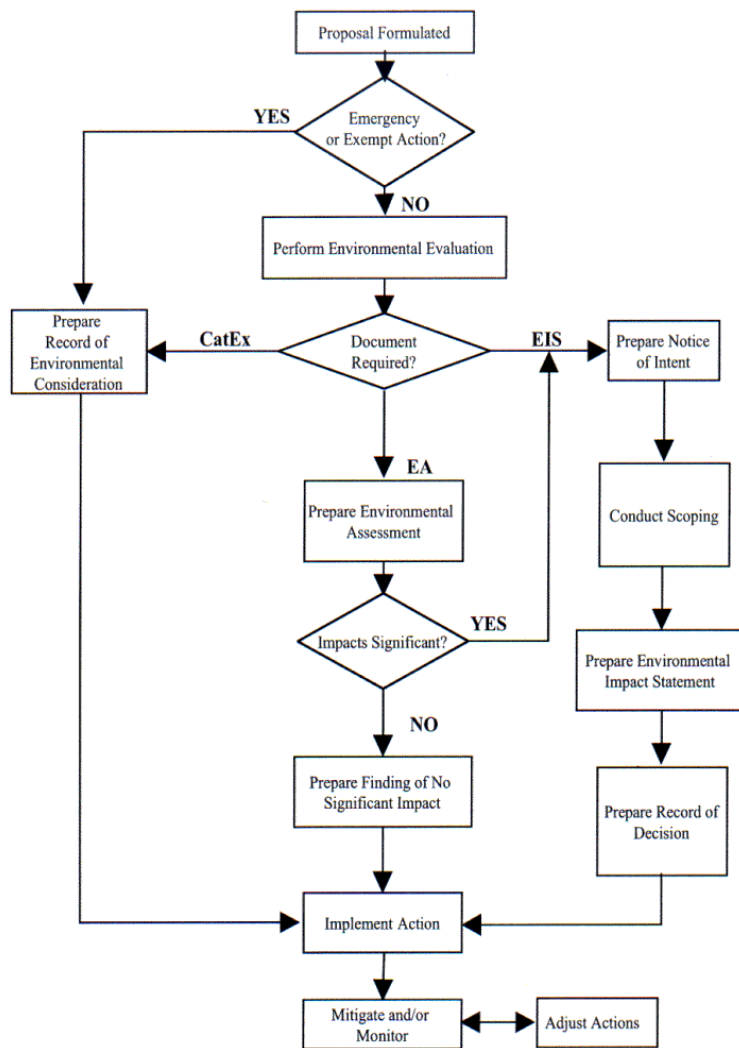 Proposal Formulated
YES
Emergency
or Exempt Action?
NO
Perform Environmental Evaluation
Prepare
Record of
Environmental
Consideration
CatEx
Document
Required?
EIS
Prepare Notice
of Intent
EA
Prepare Environmental
Assessment
Conduct Scoping
Impacts Significant?
YES
Prepare Environmental
Impact Statement
NO
Prepare Finding of No
Significant Impact
Prepare Record of
Decision
Implement Action
Mitigate and/or
Monitor
Adjust Actions